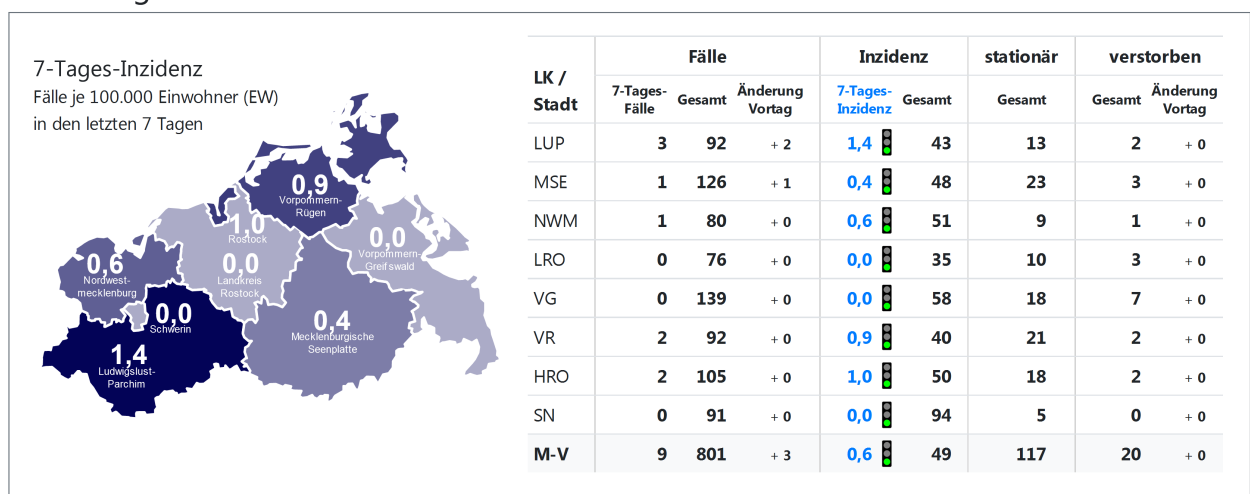 7-Tages-Inzidenz
Fälle je 100.000 Einwohner (EW)
in den letzten 7 Tagen
0,9
Vorpommern-
Rügen
1,0
Rostock
0,0
Vorpommern-
Greifswald
0,6
Nordwest-
mecklenburg
0,0
Landkreis
Rostock
0,0
Schwerin
0,4
Mecklenburgische
Seenplatte
1,4
Ludwigslust-
Parchim
LK / Stadt Fälle Inzidenz stationär verstorben
7-Tages-Fälle Gesamt Änderung Vortag 7-Tages-Inzidenz Gesamt Gesamt Gesamt Änderung Vortag
LUP 3 92 + 2 1,4 43 13 2 + 0
MSE 1 126 + 1 0,4 48 23 3 + 0
NWM 1 80 + 0 0,6 51 9 1 + 0
LRO 0 76 + 0 0,0 35 10 3 + 0
VG 0 139 + 0 0,0 58 18 7 + 0
VR 2 92 + 0 0,9 40 21 2 + 0
HRO 2 105 + 0 1,0 50 18 2 + 0
SN 0 91 + 0 0,0 94 5 0 + 0
M-V 9 801 + 3 0,6 49 117 20 + 0